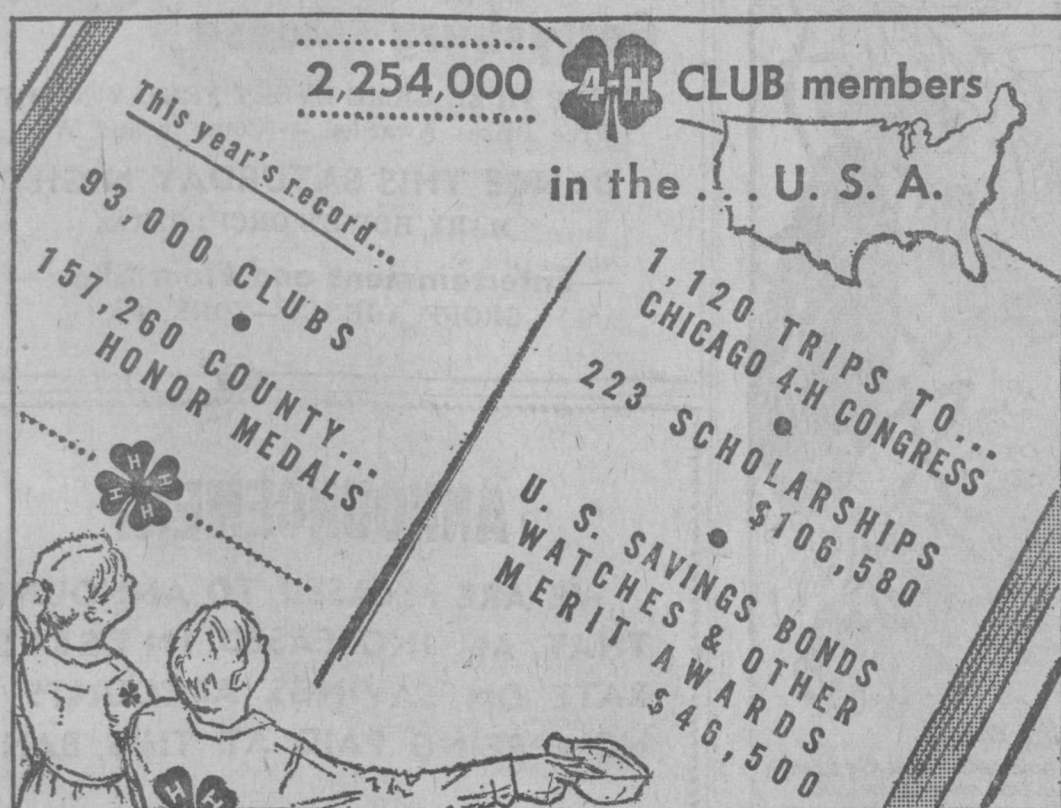 2,254,000 4-H CLUB members
in the ... U. S. A.
This year's record...
93,000 CLUBS
157,260 COUNTY...
HONOR MEDALS
H
H
H
H
1,120 TRIPS TO...
CHICAGO 4-H CONGRESS
223 SCHOLARSHIPS
$106,580
U. S. SAVINGS BONDS
WATCHES & OTHER
MERIT AWARDS
$46,500
H
H